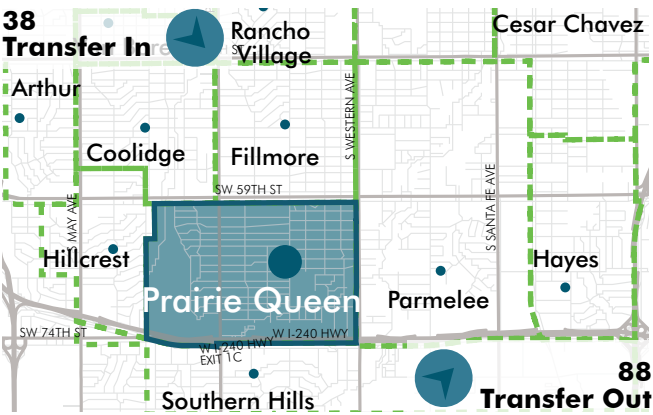 38
Transfer In
Rancho
Village
Cesar Chavez
Arthur
S WESTERN AVE
Coolidge
Fillmore
SW 59TH ST
S MAY AVE
S SANTA FE AVE
Hillcrest
Hayes
Prairie Queen
Parmelee
SW 74TH ST
W I-240 HWY
W I-240 HWY
EXIT 1C
88
Transfer Out
Southern Hills